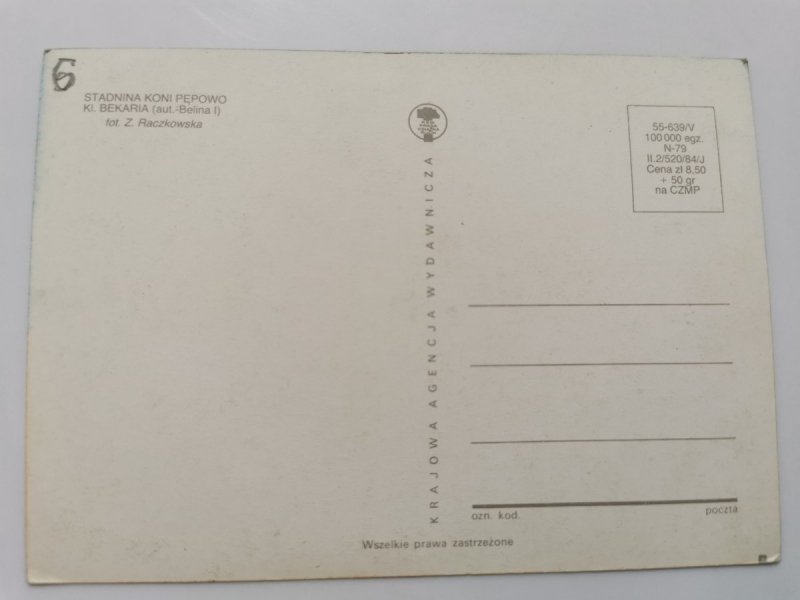 6
STADNINA KONI PĘPOWO
Kl. BEKARIA (aut.-Belina I)
fot. Z. Raczkowska
KRAJOWA AGENCJA WYDAWNICZA
55-639/V
100 000 egz.
N-79
II.2/520/84/J
Cena zł 8,50
+ 50 gr
na CZMP
ozn. kod.
poczta
Wszelkie prawa zastrzeżone